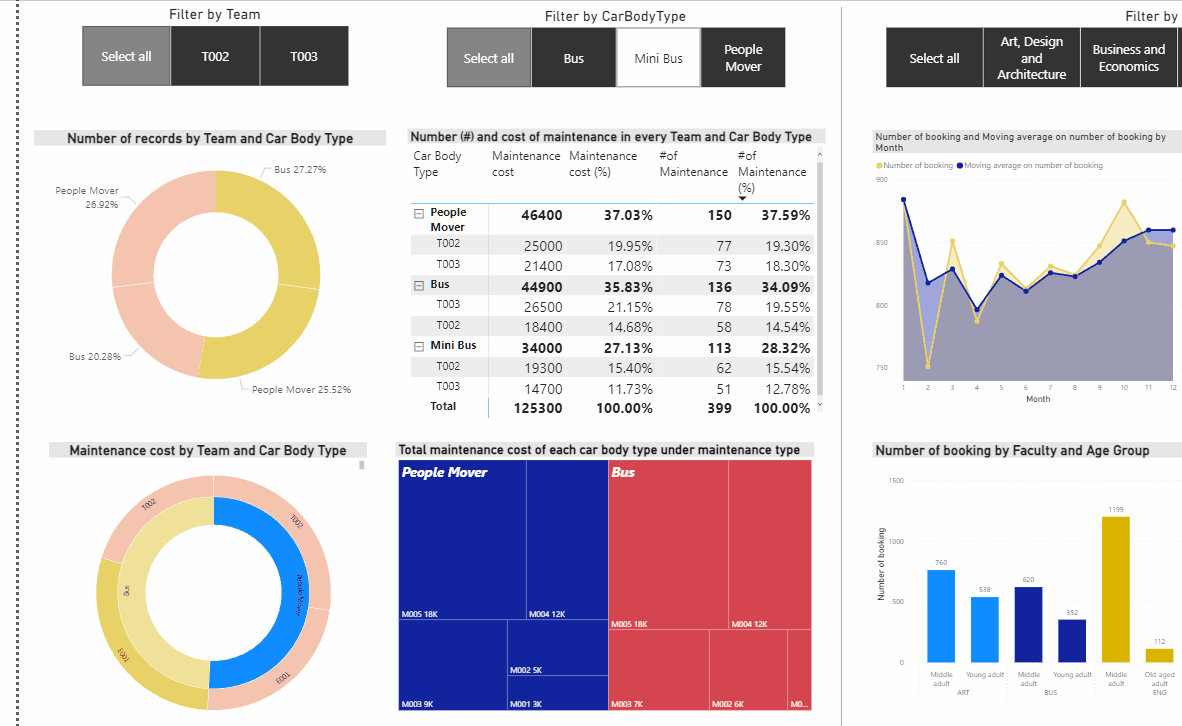 Filter by Team
Select all
T002
T003
Filter by CarBodyType
Select all
Bus
Mini Bus
People
Mover
Filter by
Select all
Art, Design
and
Architecture
Business and
Economics
Number of records by Team and Car Body Type
Bus 27.27%
People Mover
26.92%
Bus 20.28%
People Mover 25.52%
Number (#) and cost of maintenance in every Team and Car Body Type
Car Body Type Maintenance cost Maintenance cost (%) #of Maintenance #of Maintenance (%)
People Mover 46400 37.03% 150 37.59%
T002 25000 19.95% 77 19.30%
T003 21400 17.08% 73 18.30%
Bus 44900 35.83% 136 34.09%
T003 26500 21.15% 78 19.55%
T002 18400 14.68% 58 14.54%
Mini Bus 34000 27.13% 113 28.32%
T002 19300 15.40% 62 15.54%
T003 14700 11.73% 51 12.78%
Total 125300 100.00% 399 100.00%
Number of booking and Moving average on number of booking by
Month
Number of booking Moving average on number of booking
900
850
800
750
1 2 3 4 5 6 7 8 9 10 11 12
Month
Maintenance cost by Team and Car Body Type
T002
T002
People Mover
Bus
T003
T003
Total maintenance cost of each car body type under maintenance type
People Mover
M005 18K
M004 12K
M003 9K
M002 5K
M001 3K
Bus
M005 18K
M004 12K
M003 7K
M002 6K
M0...
Number of booking by Faculty and Age Group
Number of booking
1500
1000
500
0
760
538
620
352
1199
112
Middle
adult
Young adult
Middle
adult
Young adult
Middle
adult
Old aged
adult
ART
BUS
ENG